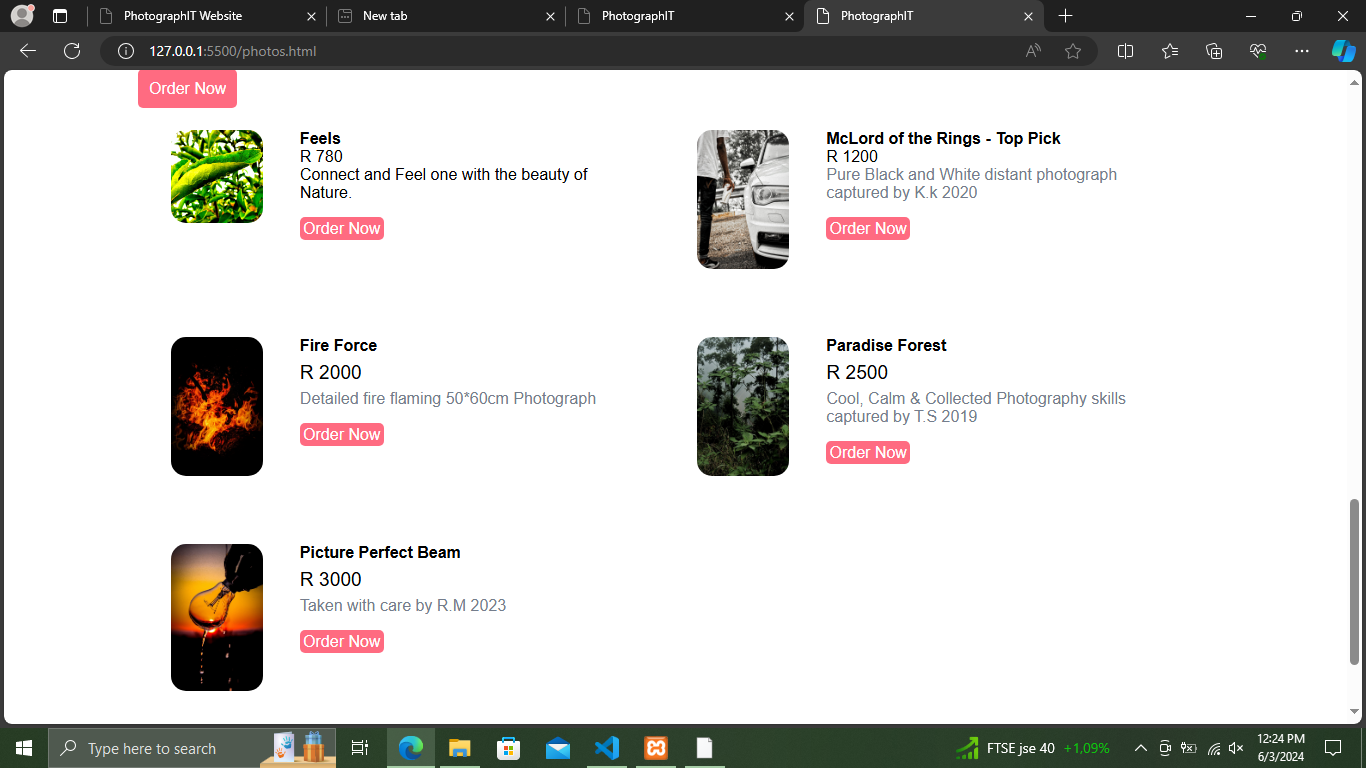 PhotographIT Website
New tab
PhotographIT
PhotographIT
127.0.0.1:5500/photos.html
Order Now
Feels
R 780
Connect and Feel one with the beauty of
Nature.
Order Now
McLord of the Rings - Top Pick
R 1200
Pure Black and White distant photograph
captured by K.k 2020
Order Now
Fire Force
R 2000
Detailed fire flaming 50*60cm Photograph
Order Now
Paradise Forest
R 2500
Cool, Calm & Collected Photography skills
captured by T.S 2019
Order Now
Picture Perfect Beam
R 3000
Taken with care by R.M 2023
Order Now
Type here to search
FTSE jse 40 +1,09%
12:24 PM
6/3/2024